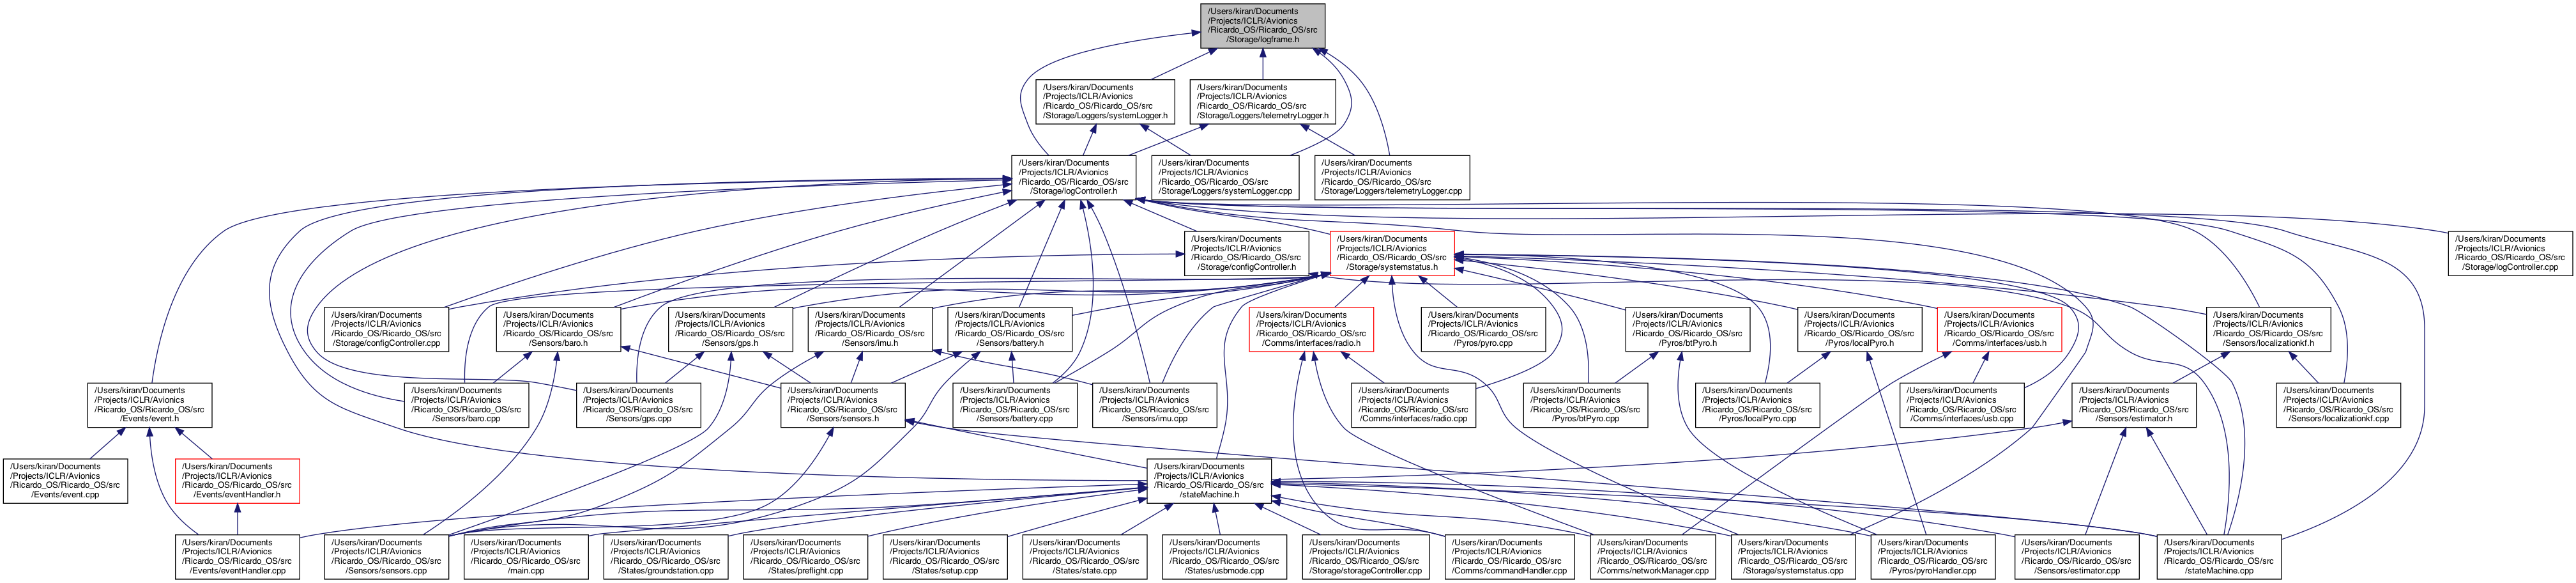 /Users/kiran/Documents
/Projects/ICLR/Avionics
/Ricardo_OS/Ricardo_OS/src
/Storage/logframe.h
/Users/kiran/Documents
/Projects/ICLR/Avionics
/Ricardo_OS/Ricardo_OS/src
/Storage/Loggers/systemLogger.h
/Users/kiran/Documents
/Projects/ICLR/Avionics
/Ricardo_OS/Ricardo_OS/src
/Storage/Loggers/telemetryLogger.h
/Users/kiran/Documents
/Projects/ICLR/Avionics
/Ricardo_OS/Ricardo_OS/src
/Storage/logController.h
/Users/kiran/Documents
/Projects/ICLR/Avionics
/Ricardo_OS/Ricardo_OS/src
/Storage/Loggers/systemLogger.cpp
/Users/kiran/Documents
/Projects/ICLR/Avionics
/Ricardo_OS/Ricardo_OS/src
/Storage/Loggers/telemetryLogger.cpp
/Users/kiran/Documents
/Projects/ICLR/Avionics
/Ricardo_OS/Ricardo_OS/src
/Storage/configController.h
/Users/kiran/Documents
/Projects/ICLR/Avionics
/Ricardo_OS/Ricardo_OS/src
/Storage/systemstatus.h
/Users/kiran/Documents
/Projects/ICLR/Avionics
/Ricardo_OS/Ricardo_OS/src
/Storage/logController.cpp
/Users/kiran/Documents
/Projects/ICLR/Avionics
/Ricardo_OS/Ricardo_OS/src
/Storage/configController.cpp
/Users/kiran/Documents
/Projects/ICLR/Avionics
/Ricardo_OS/Ricardo_OS/src
/Sensors/baro.h
/Users/kiran/Documents
/Projects/ICLR/Avionics
/Ricardo_OS/Ricardo_OS/src
/Sensors/gps.h
/Users/kiran/Documents
/Projects/ICLR/Avionics
/Ricardo_OS/Ricardo_OS/src
/Sensors/imu.h
/Users/kiran/Documents
/Projects/ICLR/Avionics
/Ricardo_OS/Ricardo_OS/src
/Sensors/battery.h
/Users/kiran/Documents
/Projects/ICLR/Avionics
/Ricardo_OS/Ricardo_OS/src
/Comms/interfaces/radio.h
/Users/kiran/Documents
/Projects/ICLR/Avionics
/Ricardo_OS/Ricardo_OS/src
/Pyros/pyro.cpp
/Users/kiran/Documents
/Projects/ICLR/Avionics
/Ricardo_OS/Ricardo_OS/src
/Pyros/btPyro.h
/Users/kiran/Documents
/Projects/ICLR/Avionics
/Ricardo_OS/Ricardo_OS/src
/Pyros/localPyro.h
/Users/kiran/Documents
/Projects/ICLR/Avionics
/Ricardo_OS/Ricardo_OS/src
/Comms/interfaces/usb.h
/Users/kiran/Documents
/Projects/ICLR/Avionics
/Ricardo_OS/Ricardo_OS/src
/Sensors/localizationkf.h
/Users/kiran/Documents
/Projects/ICLR/Avionics
/Ricardo_OS/Ricardo_OS/src
/Events/event.h
/Users/kiran/Documents
/Projects/ICLR/Avionics
/Ricardo_OS/Ricardo_OS/src
/Sensors/baro.cpp
/Users/kiran/Documents
/Projects/ICLR/Avionics
/Ricardo_OS/Ricardo_OS/src
/Sensors/gps.cpp
/Users/kiran/Documents
/Projects/ICLR/Avionics
/Ricardo_OS/Ricardo_OS/src
/Sensors/sensors.h
/Users/kiran/Documents
/Projects/ICLR/Avionics
/Ricardo_OS/Ricardo_OS/src
/Sensors/battery.cpp
/Users/kiran/Documents
/Projects/ICLR/Avionics
/Ricardo_OS/Ricardo_OS/src
/Sensors/imu.cpp
/Users/kiran/Documents
/Projects/ICLR/Avionics
/Ricardo_OS/Ricardo_OS/src
/Comms/interfaces/radio.cpp
/Users/kiran/Documents
/Projects/ICLR/Avionics
/Ricardo_OS/Ricardo_OS/src
/Pyros/btPyro.cpp
/Users/kiran/Documents
/Projects/ICLR/Avionics
/Ricardo_OS/Ricardo_OS/src
/Pyros/localPyro.cpp
/Users/kiran/Documents
/Projects/ICLR/Avionics
/Ricardo_OS/Ricardo_OS/src
/Comms/interfaces/usb.cpp
/Users/kiran/Documents
/Projects/ICLR/Avionics
/Ricardo_OS/Ricardo_OS/src
/Sensors/estimator.h
/Users/kiran/Documents
/Projects/ICLR/Avionics
/Ricardo_OS/Ricardo_OS/src
/Sensors/localizationkf.cpp
/Users/kiran/Documents
/Projects/ICLR/Avionics
/Ricardo_OS/Ricardo_OS/src
/Events/event.cpp
/Users/kiran/Documents
/Projects/ICLR/Avionics
/Ricardo_OS/Ricardo_OS/src
/Events/eventHandler.h
/Users/kiran/Documents
/Projects/ICLR/Avionics
/Ricardo_OS/Ricardo_OS/src
/stateMachine.h
/Users/kiran/Documents
/Projects/ICLR/Avionics
/Ricardo_OS/Ricardo_OS/src
/Events/eventHandler.cpp
/Users/kiran/Documents
/Projects/ICLR/Avionics
/Ricardo_OS/Ricardo_OS/src
/Sensors/sensors.cpp
/Users/kiran/Documents
/Projects/ICLR/Avionics
/Ricardo_OS/Ricardo_OS/src
/main.cpp
/Users/kiran/Documents
/Projects/ICLR/Avionics
/Ricardo_OS/Ricardo_OS/src
/States/groundstation.cpp
/Users/kiran/Documents
/Projects/ICLR/Avionics
/Ricardo_OS/Ricardo_OS/src
/States/preflight.cpp
/Users/kiran/Documents
/Projects/ICLR/Avionics
/Ricardo_OS/Ricardo_OS/src
/States/setup.cpp
/Users/kiran/Documents
/Projects/ICLR/Avionics
/Ricardo_OS/Ricardo_OS/src
/States/state.cpp
/Users/kiran/Documents
/Projects/ICLR/Avionics
/Ricardo_OS/Ricardo_OS/src
/States/usbmode.cpp
/Users/kiran/Documents
/Projects/ICLR/Avionics
/Ricardo_OS/Ricardo_OS/src
/Storage/storageController.cpp
/Users/kiran/Documents
/Projects/ICLR/Avionics
/Ricardo_OS/Ricardo_OS/src
/Comms/commandHandler.cpp
/Users/kiran/Documents
/Projects/ICLR/Avionics
/Ricardo_OS/Ricardo_OS/src
/Comms/networkManager.cpp
/Users/kiran/Documents
/Projects/ICLR/Avionics
/Ricardo_OS/Ricardo_OS/src
/Storage/systemstatus.cpp
/Users/kiran/Documents
/Projects/ICLR/Avionics
/Ricardo_OS/Ricardo_OS/src
/Pyros/pyroHandler.cpp
/Users/kiran/Documents
/Projects/ICLR/Avionics
/Ricardo_OS/Ricardo_OS/src
/Sensors/estimator.cpp
/Users/kiran/Documents
/Projects/ICLR/Avionics
/Ricardo_OS/Ricardo_OS/src
/stateMachine.cpp